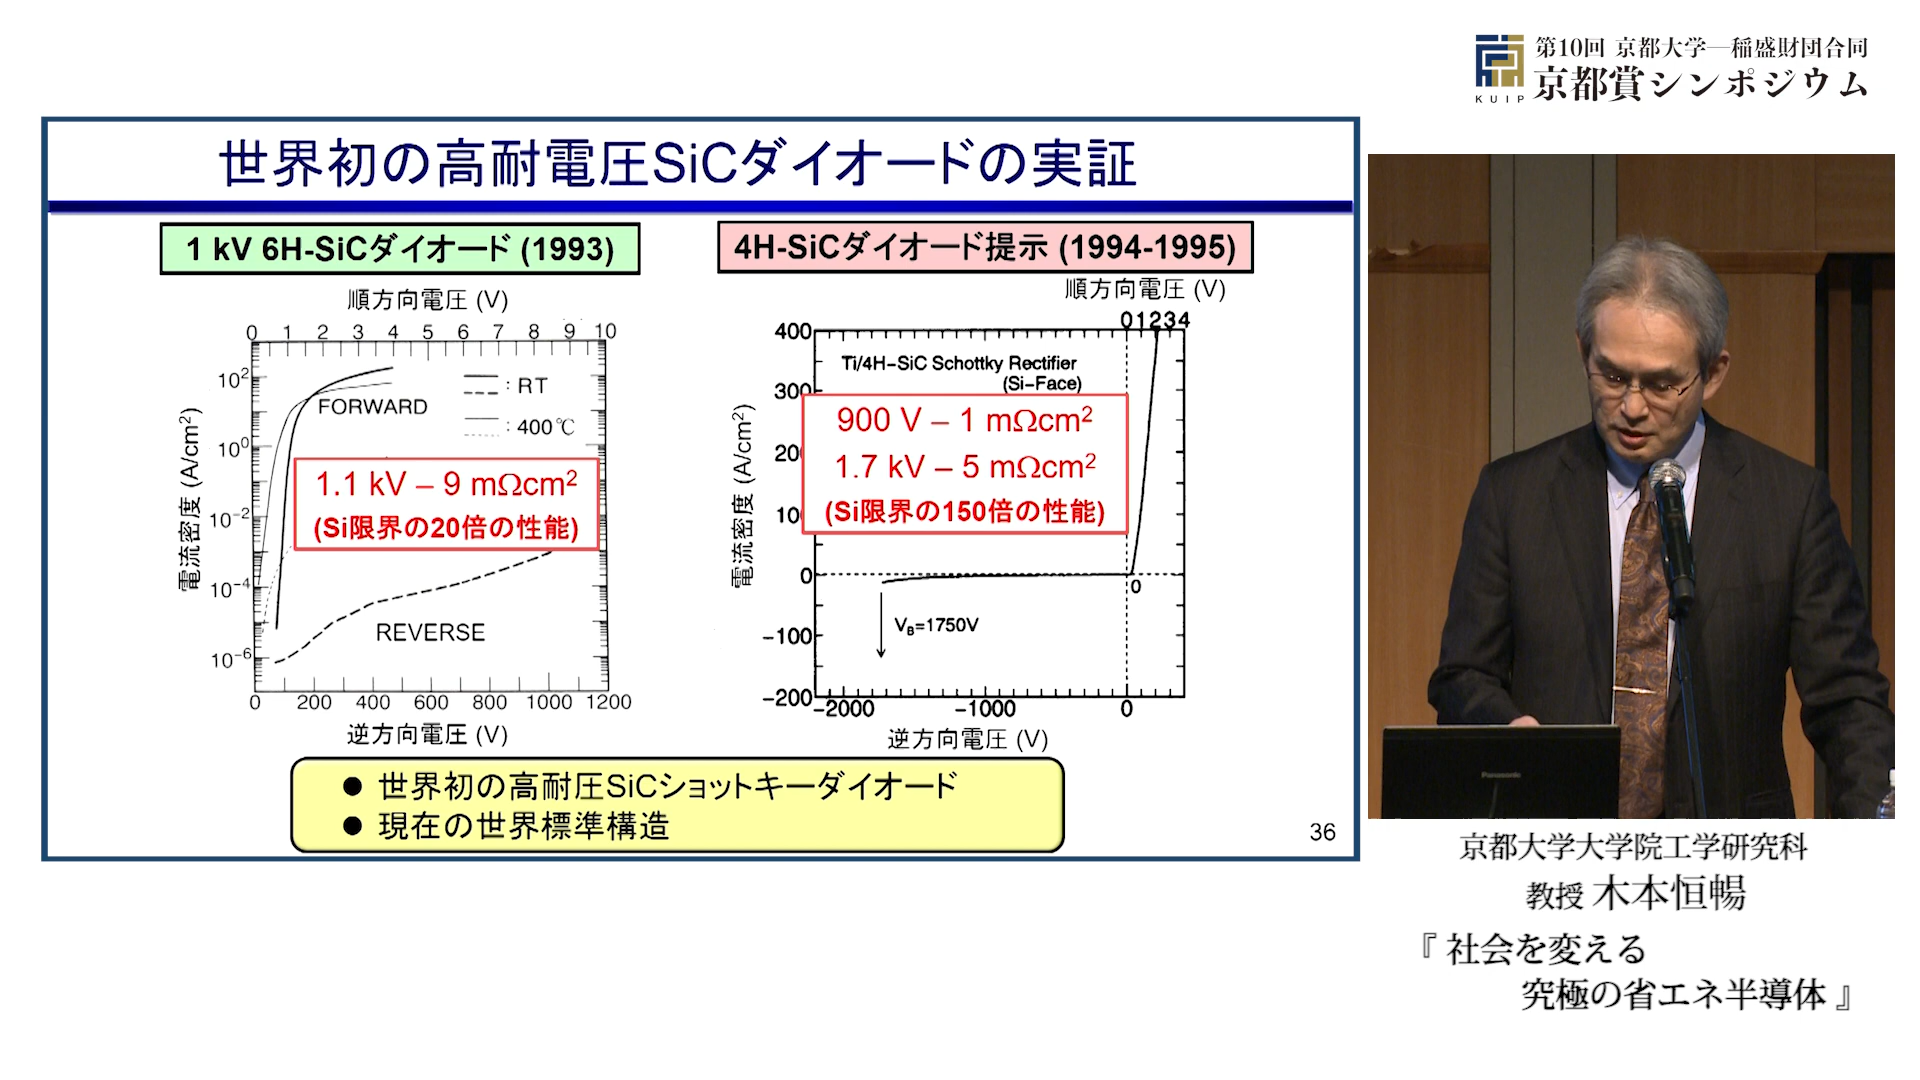 第10回 京都大学―稲盛財団合同
京都賞シンポジウム
KUIP
世界初の高耐電圧SiCダイオードの実証
1 kV 6H-SiCダイオード (1993)
順方向電圧 (V)
0 1 2 3 4 5 6 7 8 9 10
10² 10⁰ 10⁻² 10⁻⁴ 10⁻⁶
電流密度 (A/cm²)
: RT
FORWARD
: 400℃
1.1 kV – 9 mΩcm²
(Si限界の20倍の性能)
REVERSE
0 200 400 600 800 1000 1200
逆方向電圧 (V)
4H-SiCダイオード提示 (1994-1995)
順方向電圧 (V)
01234
400 300 20 10 0 -100 -200
電流密度 (A/cm²)
Ti/4H-SiC Schottky Rectifier
(Si-Face)
900 V – 1 mΩcm²
1.7 kV – 5 mΩcm²
(Si限界の150倍の性能)
0
V_B=1750V
-2000 -1000 0
逆方向電圧 (V)
● 世界初の高耐圧SiCショットキーダイオード
● 現在の世界標準構造
36
Panasonic
京都大学大学院工学研究科
教授 木本恒暢
『 社会を変える
究極の省エネ半導体 』